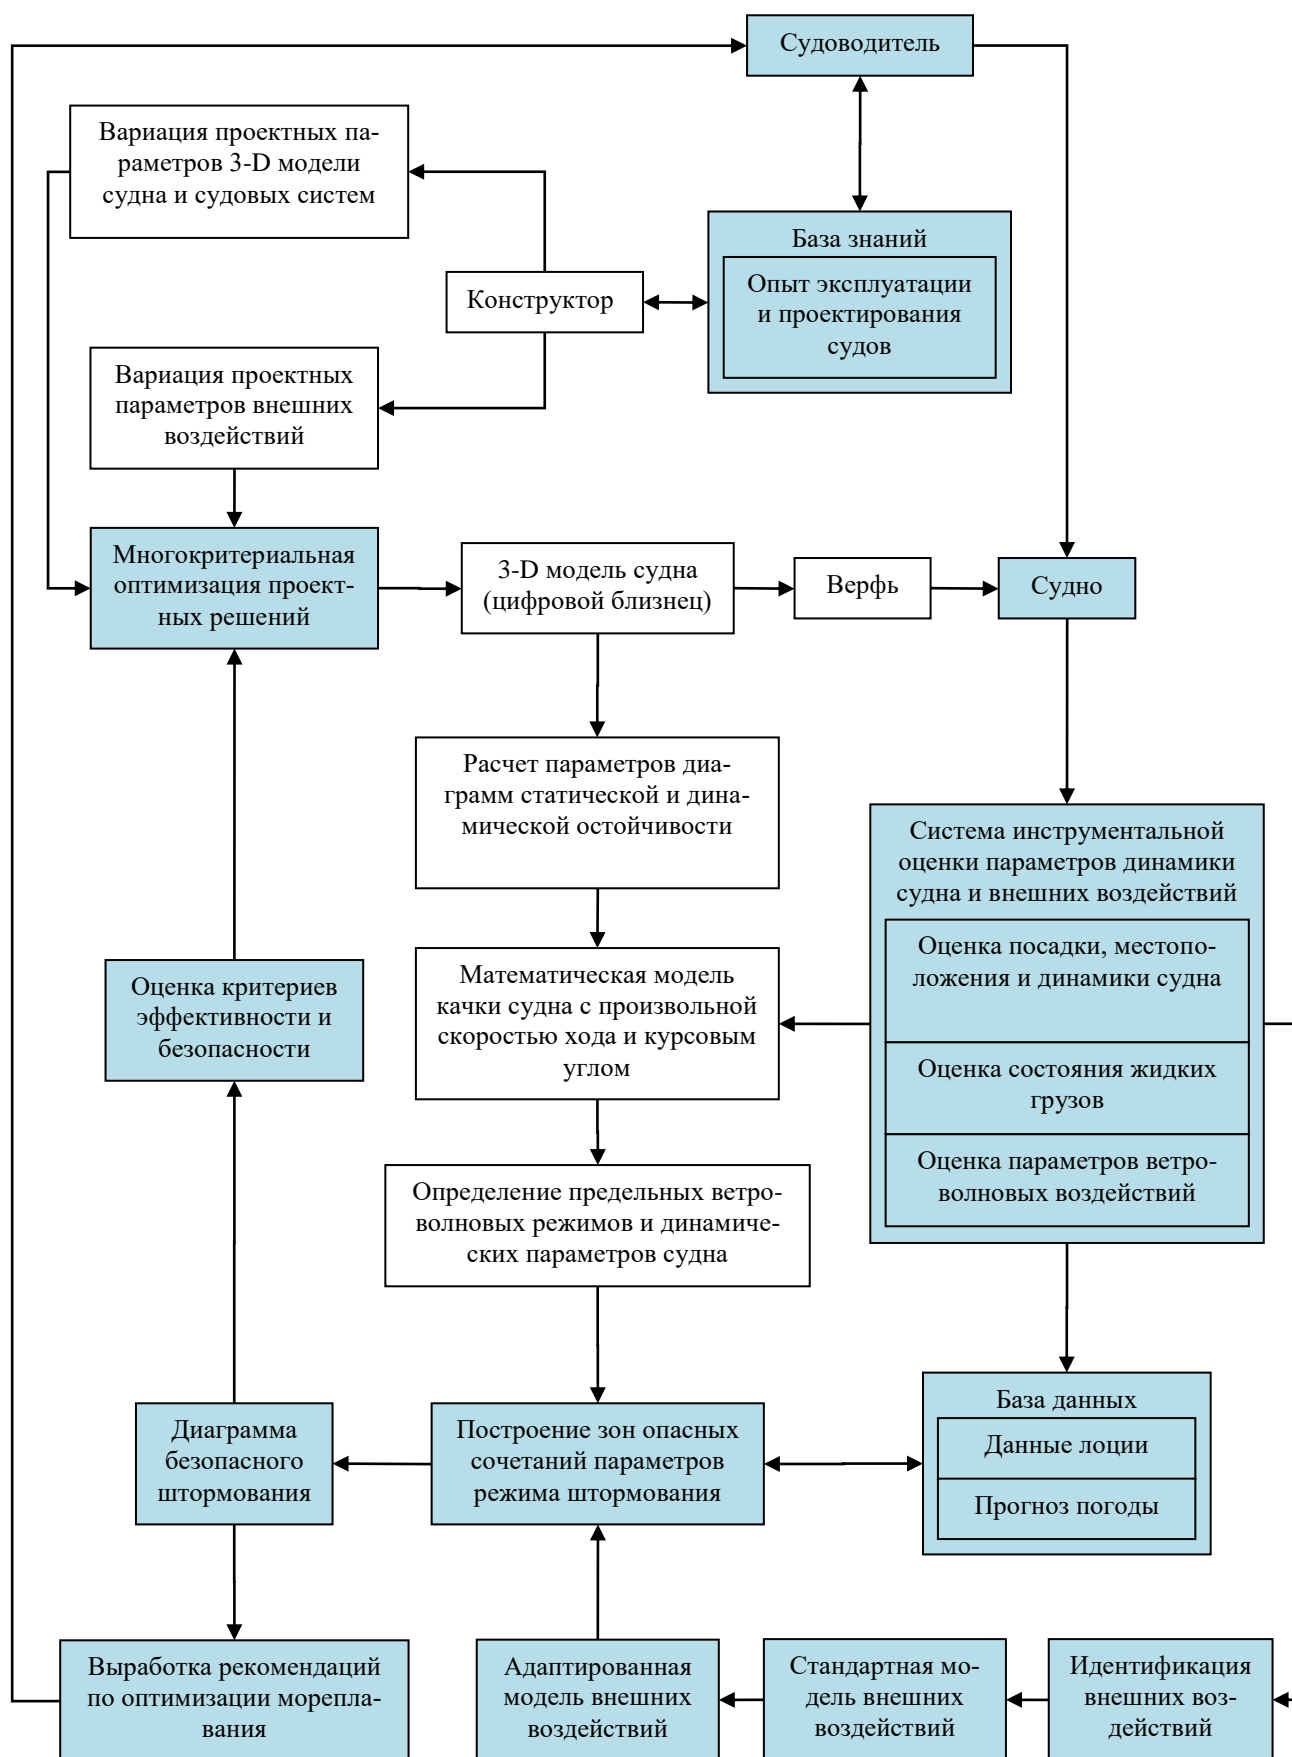 Судоводитель
Вариация проектных па-
раметров 3-D модели
судна и судовых систем
База знаний
Опыт эксплуатации
и проектирования
судов
Конструктор
Вариация проектных
параметров внешних
воздействий
Многокритериальная
оптимизация проект-
ных решений
3-D модель судна
(цифровой близнец)
Верфь
Судно
Расчет параметров диа-
грамм статической и дина-
мической остойчивости
Система инструментальной
оценки параметров динамики
судна и внешних воздействий
Оценка посадки, местопо-
ложения и динамики судна
Оценка состояния жидких
грузов
Оценка параметров ветро-
волновых воздействий
Оценка критериев
эффективности и
безопасности
Математическая модель
качки судна с произвольной
скоростью хода и курсовым
углом
Определение предельных ветро-
волновых режимов и динамиче-
ских параметров судна
Диаграмма
безопасного
штормования
Построение зон опасных
сочетаний параметров
режима штормования
База данных
Данные лоции
Прогноз погоды
Выработка рекомендаций
по оптимизации морепла-
вания
Адаптированная
модель внешних
воздействий
Стандартная мо-
дель внешних
воздействий
Идентификация
внешних воз-
действий